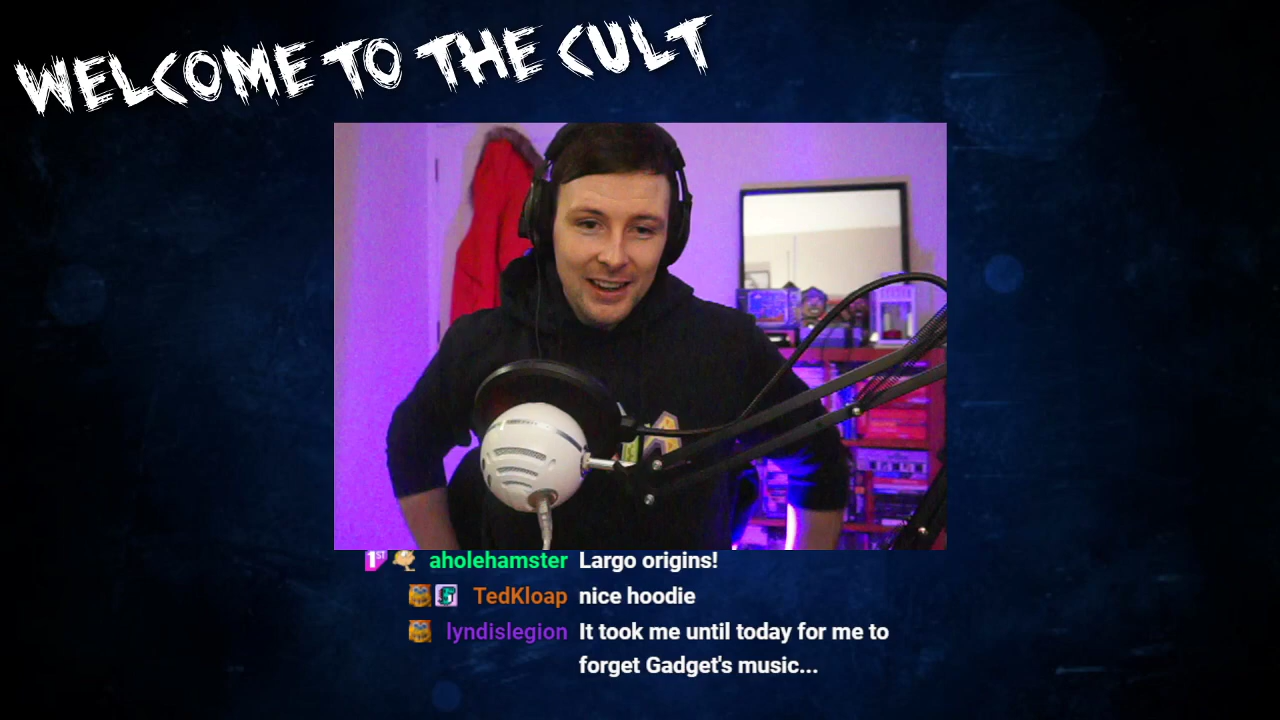 WELCOME TO THE CULT
1ST aholehamster Largo origins!
TedKloap nice hoodie
lyndislegion It took me until today for me to
forget Gadget's music...